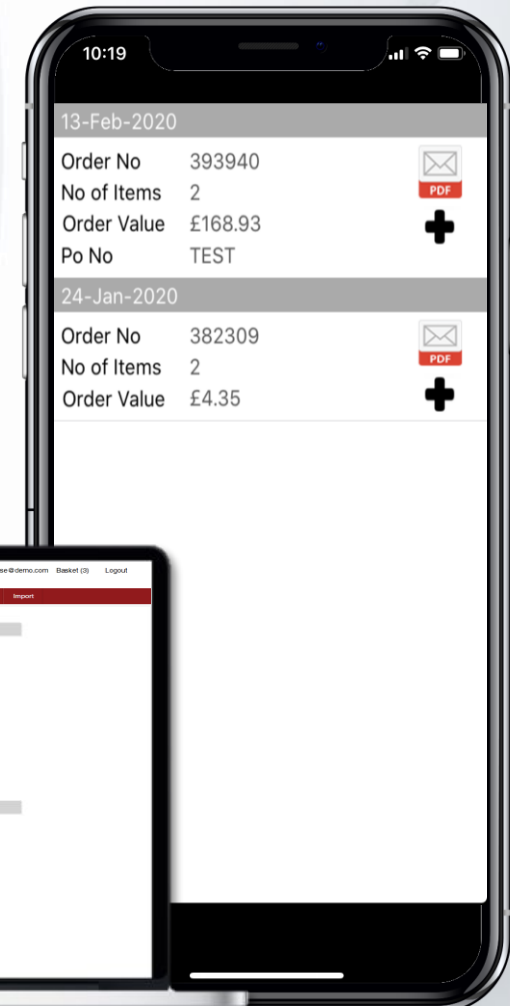 10:19
13-Feb-2020
Order No 393940
PDF
No of Items 2
Order Value £168.93
Po No TEST
24-Jan-2020
Order No 382309
PDF
No of Items 2
Order Value £4.35
se@demo.com Basket (3) Logout
Import